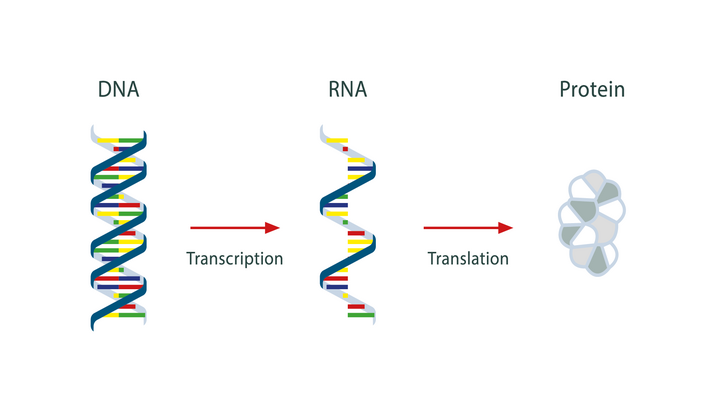 DNA
RNA
Protein
Transcription
Translation